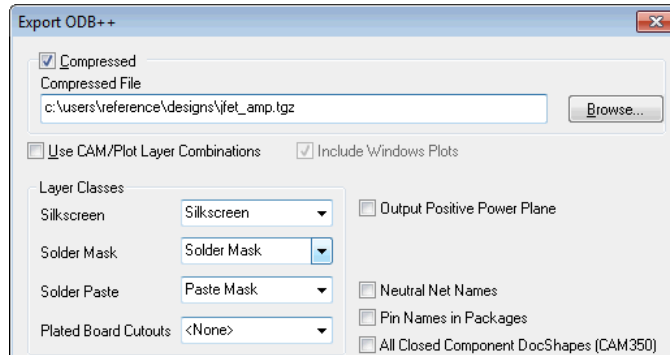 Export ODB++
Compressed
Compressed File
c:\users\reference\designs\jfet_amp.tgz
Browse...
Use CAM/Plot Layer Combinations
Include Windows Plots
Layer Classes
Silkscreen
Silkscreen
Output Positive Power Plane
Solder Mask
Solder Mask
Solder Paste
Paste Mask
Neutral Net Names
Pin Names in Packages
Plated Board Cutouts
<None>
All Closed Component DocShapes (CAM350)